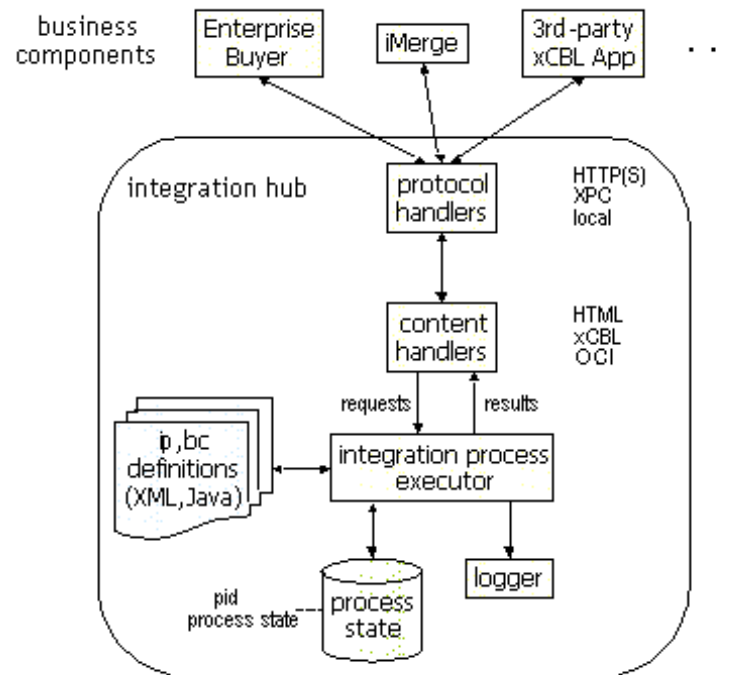 business
components
Enterprise
Buyer
iMerge
3rd-party
xCBL App
. .
integration hub
protocol
handlers
HTTP(S)
XPC
local
content
handlers
HTML
xCBL
OCI
requests
results
ip,bc
definitions
(XML,Java)
integration process
executor
logger
pid
process state
process
state